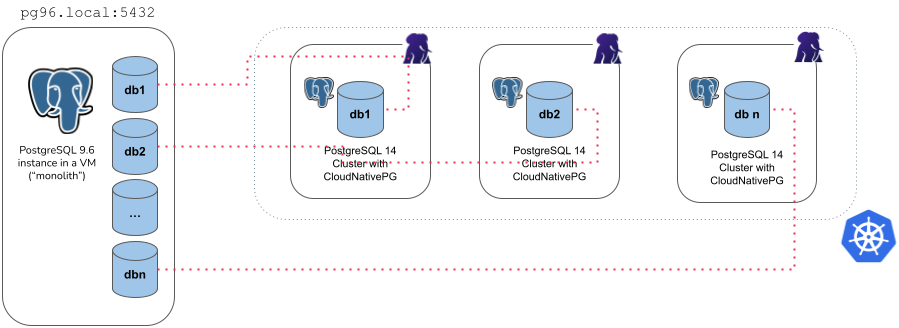 pg96.local:5432
PostgreSQL 9.6
instance in a VM
(“monolith”)
db1
db2
...
dbn
db1
PostgreSQL 14
Cluster with
CloudNativePG
db2
PostgreSQL 14
Cluster with
CloudNativePG
db n
PostgreSQL 14
Cluster with
CloudNativePG